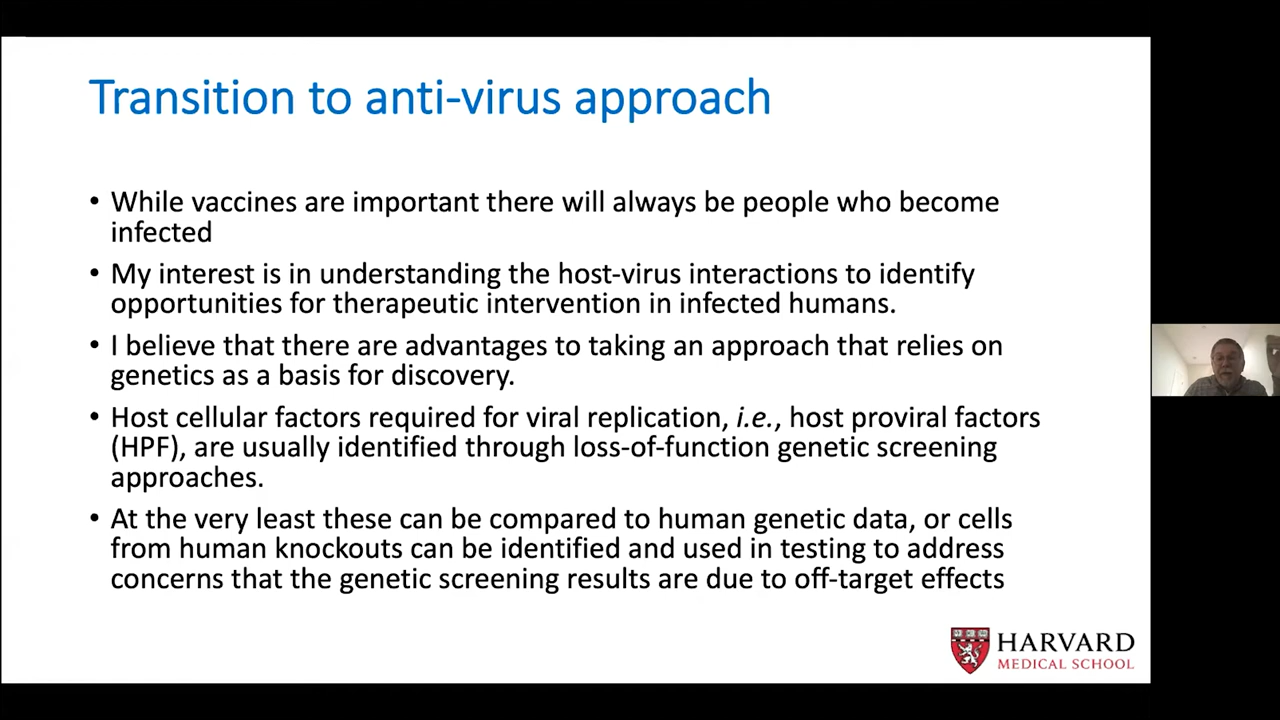 Transition to anti-virus approach
• While vaccines are important there will always be people who become
infected
• My interest is in understanding the host-virus interactions to identify
opportunities for therapeutic intervention in infected humans.
• I believe that there are advantages to taking an approach that relies on
genetics as a basis for discovery.
• Host cellular factors required for viral replication, i.e., host proviral factors
(HPF), are usually identified through loss-of-function genetic screening
approaches.
• At the very least these can be compared to human genetic data, or cells
from human knockouts can be identified and used in testing to address
concerns that the genetic screening results are due to off-target effects
HARVARD
MEDICAL SCHOOL